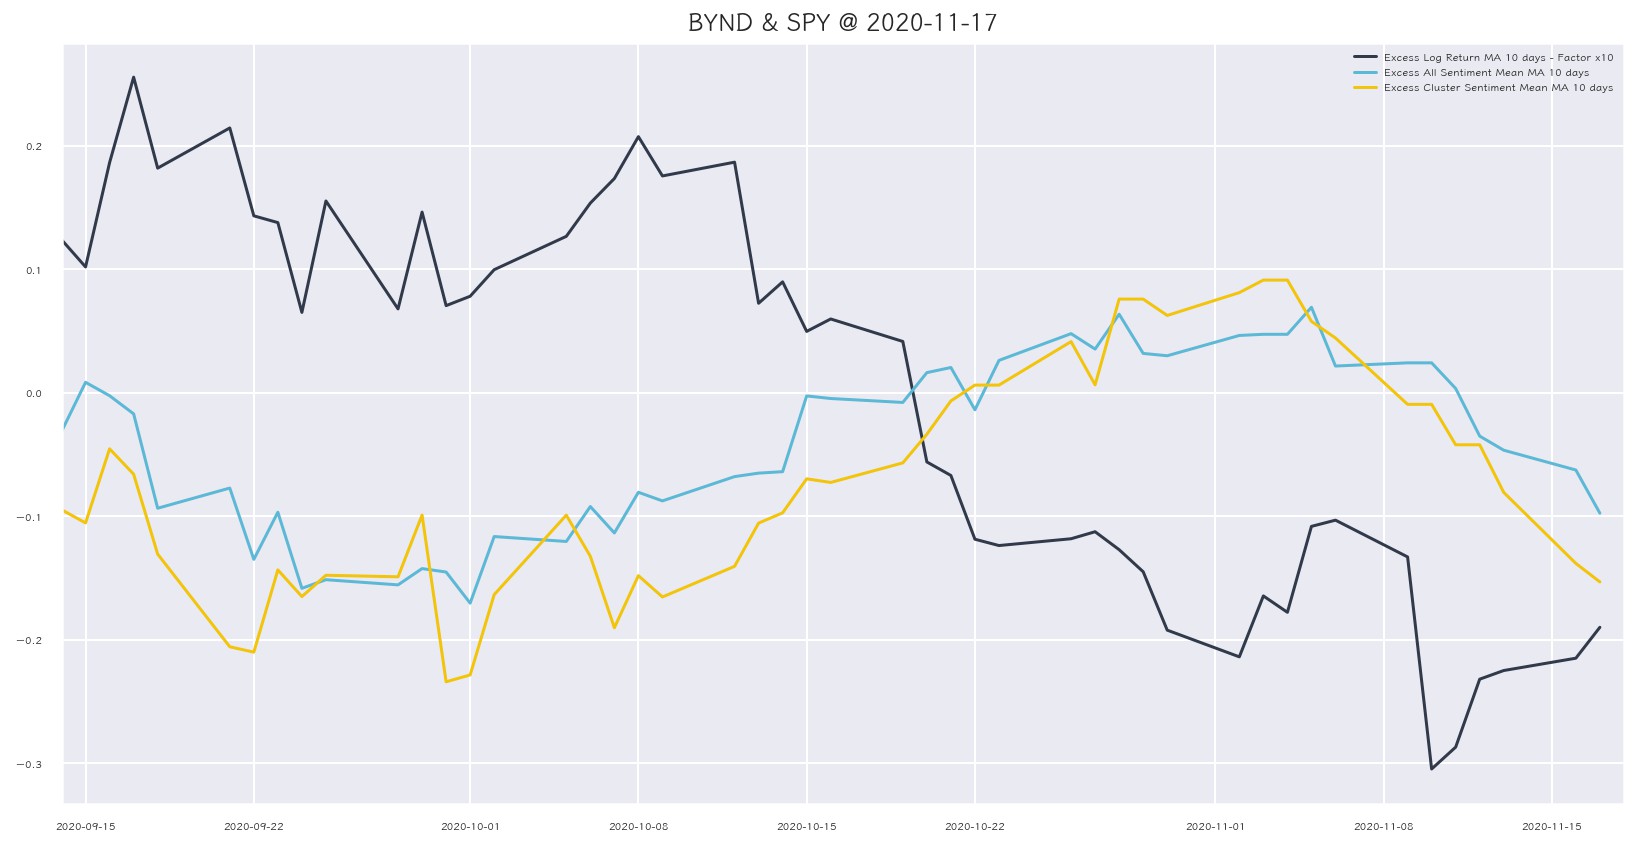 BYND & SPY @ 2020-11-17
Excess Log Return MA 10 days - Factor x10
Excess All Sentiment Mean MA 10 days
Excess Cluster Sentiment Mean MA 10 days
0.2
0.1
0.0
−0.1
−0.2
−0.3
2020-09-15 2020-09-22 2020-10-01 2020-10-08 2020-10-15 2020-10-22 2020-11-01 2020-11-08 2020-11-15